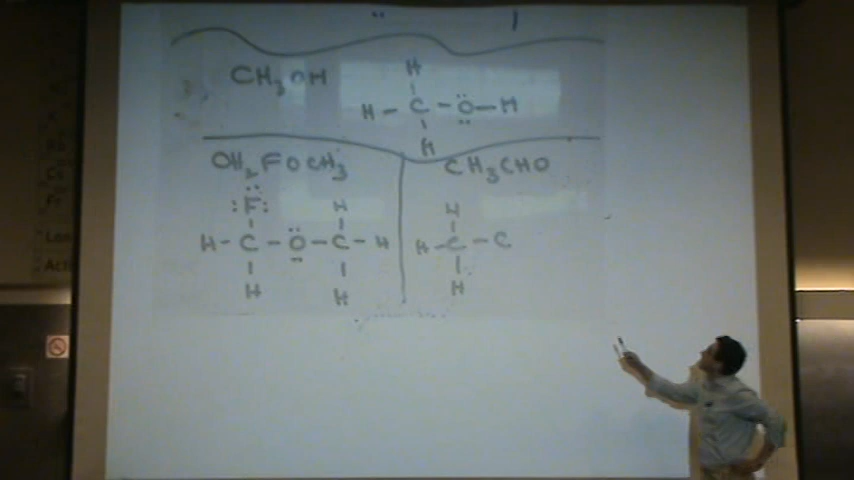 CH₃OH
H
H - C - Ö - H
H
CH₂FOCH₃
:F̈: H
H - C - Ö - C - H
H H
CH₃CHO
H
H - C - C
H